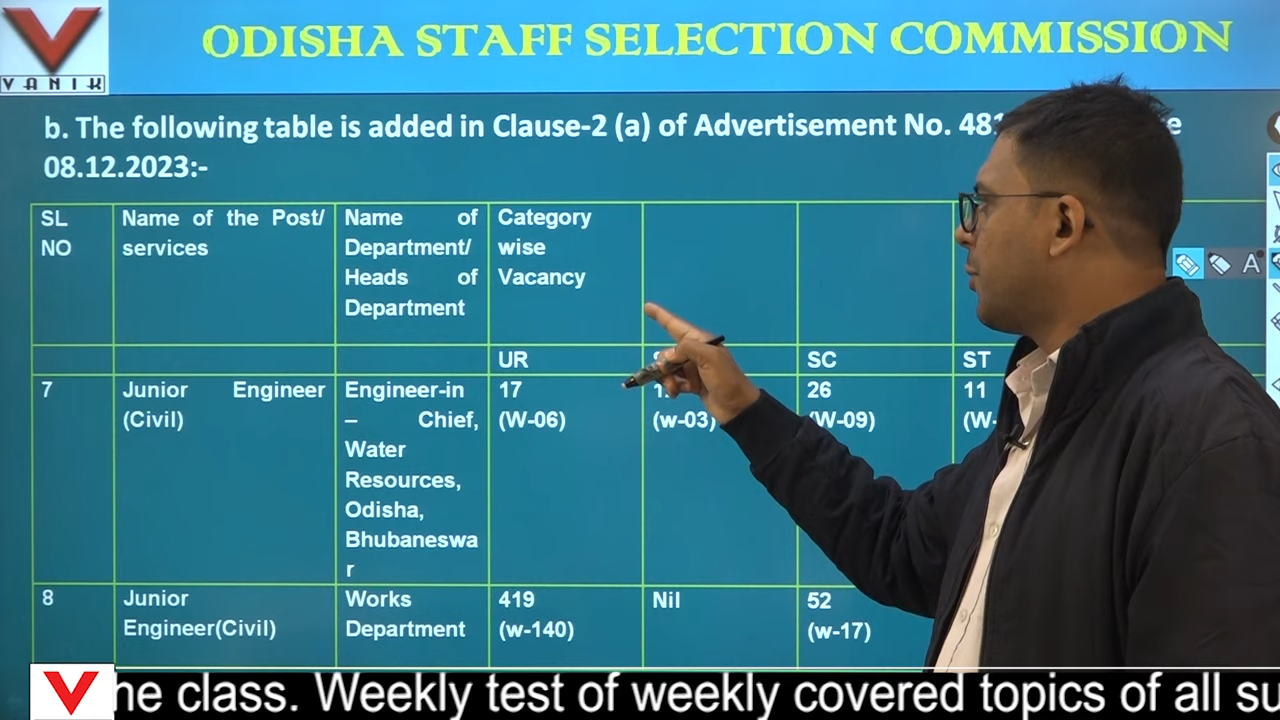 VANIK
ODISHA STAFF SELECTION COMMISSION
b. The following table is added in Clause-2 (a) of Advertisement No.
08.12.2023:-
SL
NO
Name of the Post/
services
Name of
Department/
Heads of
Department
Category
wise
Vacancy
UR
SC
ST
7
Junior Engineer
(Civil)
Engineer-in
– Chief,
Water
Resources,
Odisha,
Bhubaneswa
r
17
(W-06)
(w-03)
26
(W-09)
11
(W-
8
Junior
Engineer(Civil)
Works
Department
419
(w-140)
Nil
52
(w-17)
A
he class. Weekly test of weekly covered topics of all su